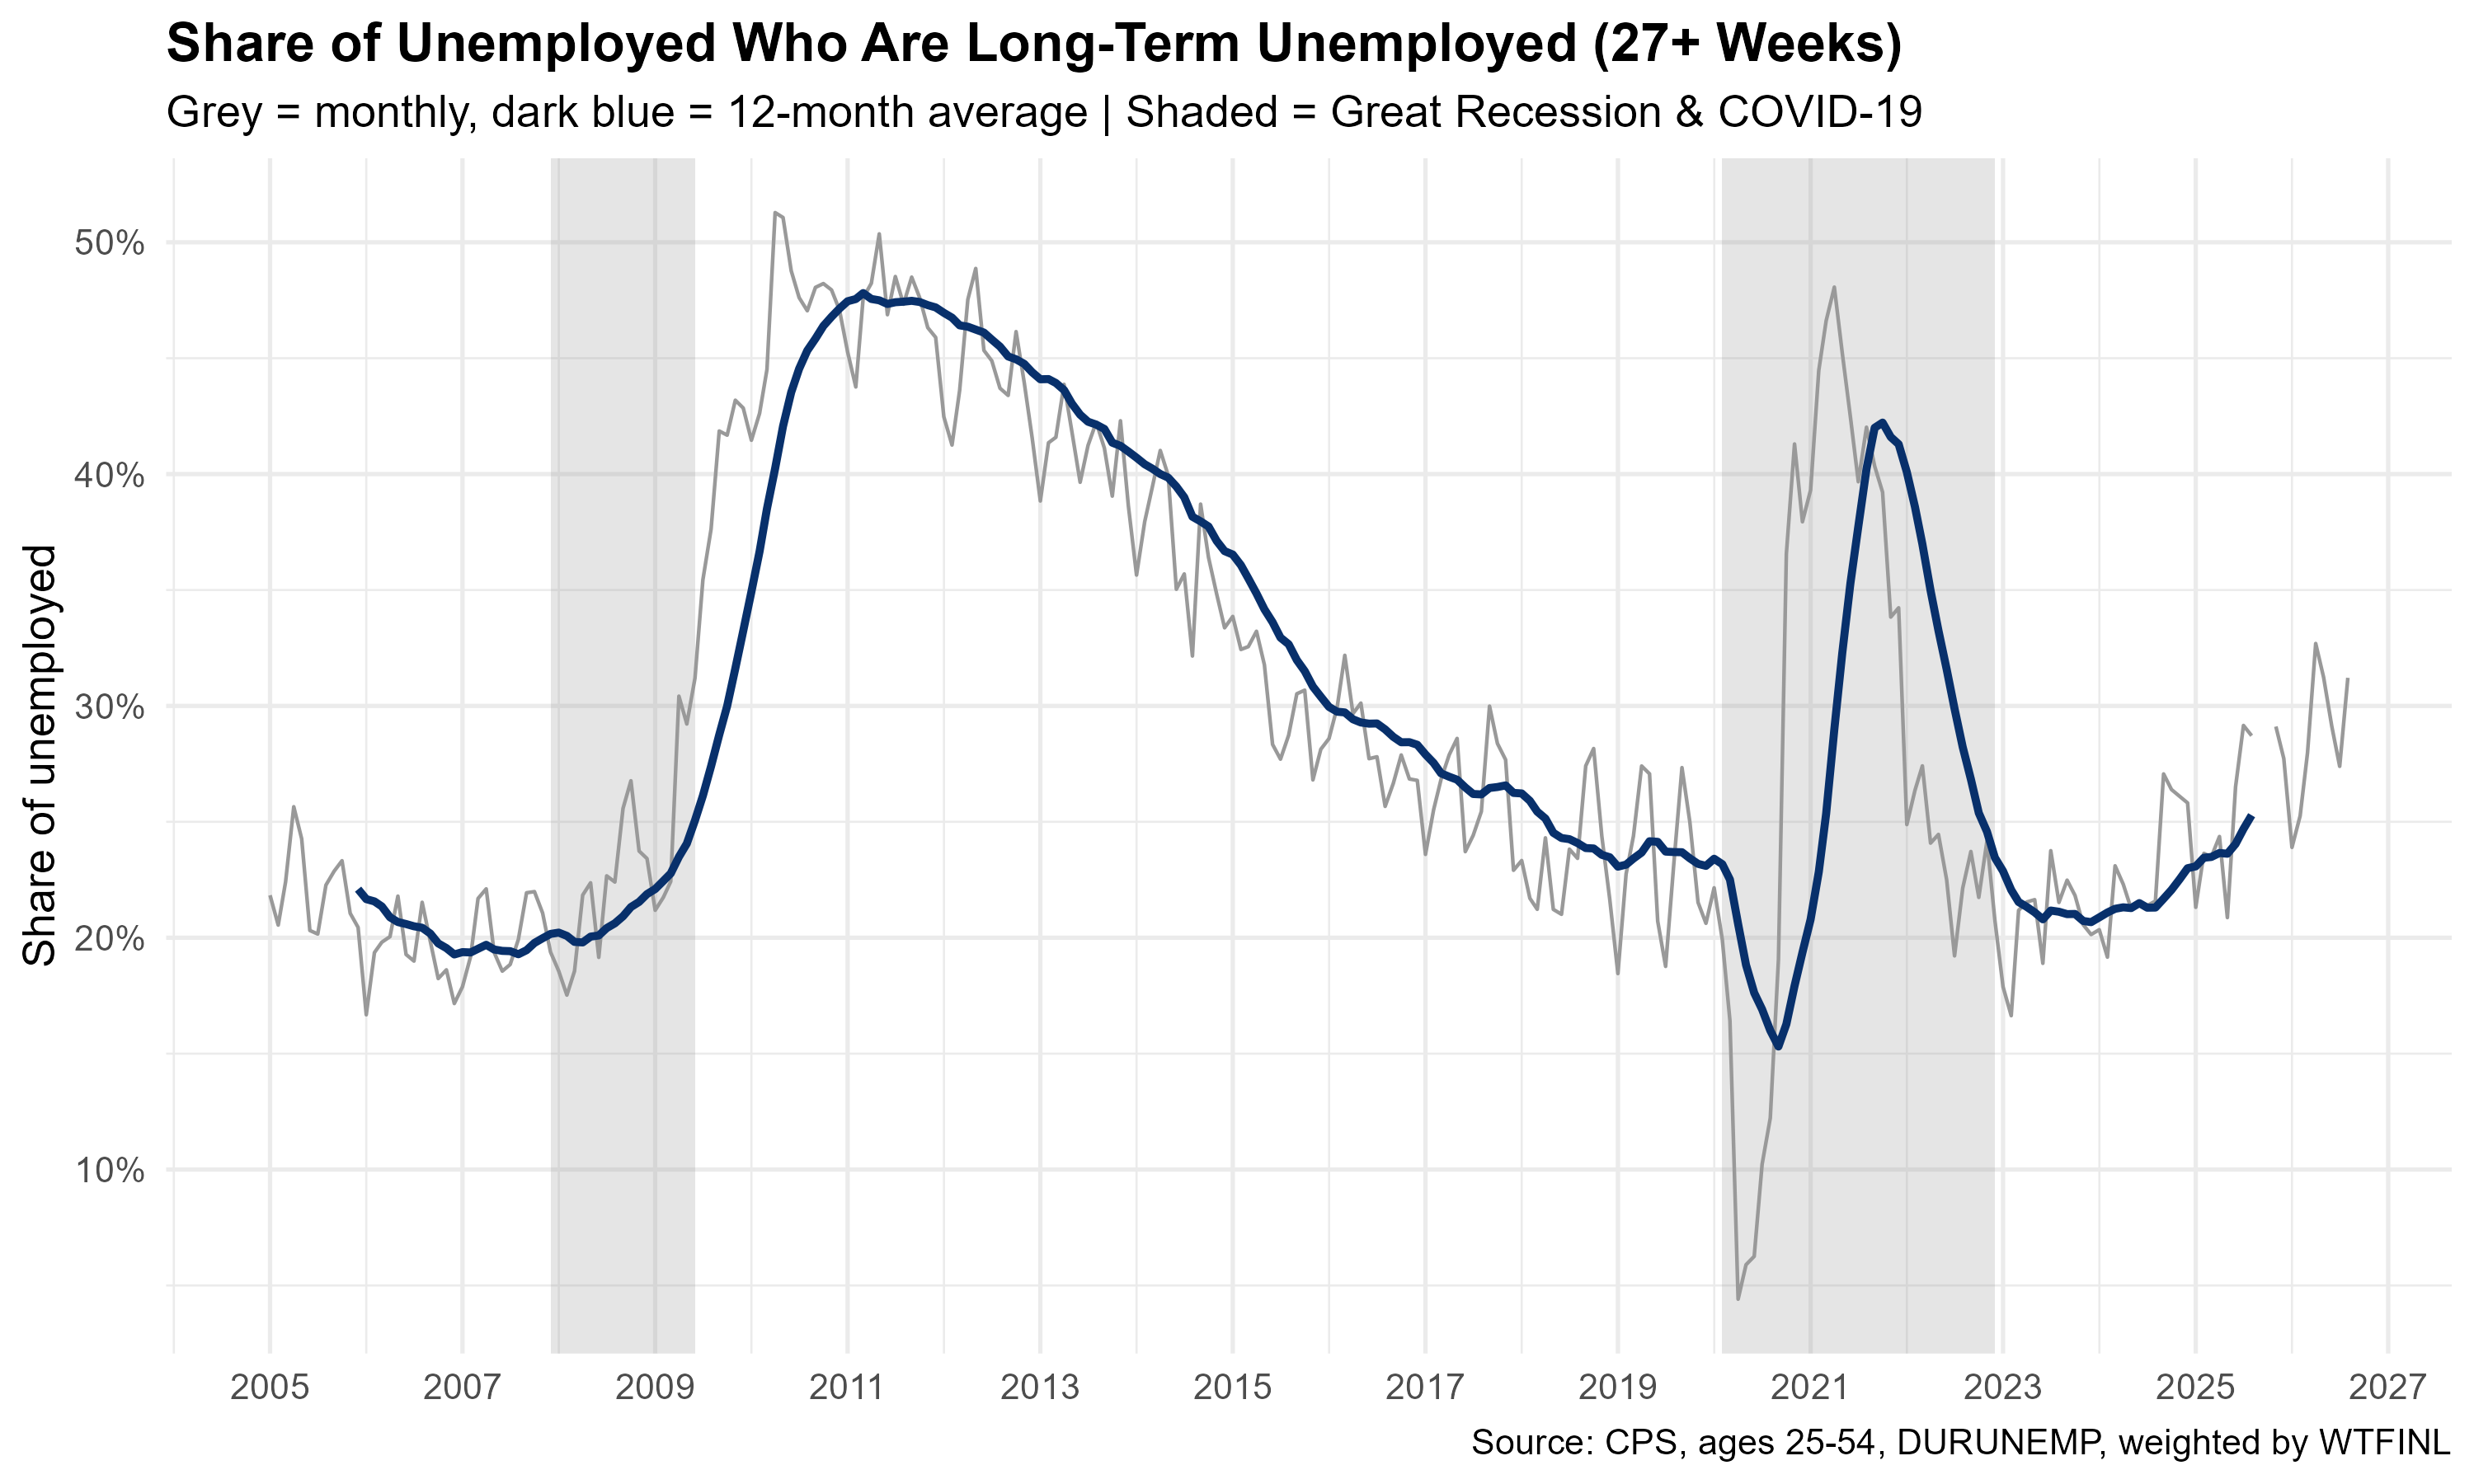 Share of Unemployed Who Are Long-Term Unemployed (27+ Weeks)
Grey = monthly, dark blue = 12-month average | Shaded = Great Recession & COVID-19
Share of unemployed
50%
40%
30%
20%
10%
2005 2007 2009 2011 2013 2015 2017 2019 2021 2023 2025 2027
Source: CPS, ages 25-54, DURUNEMP, weighted by WTFINL